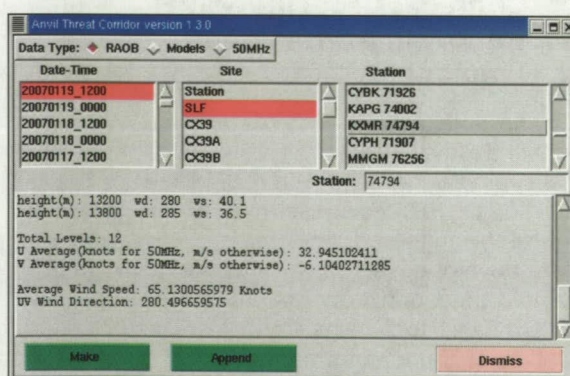 Anvil Threat Corridor version 1.3.0
Data Type: RAOB Models 50MHz
Date-Time Site Station
20070119_1200 Station CYBK 71926
20070119_0000 SLF KAPG 74002
20070118_1200 CX39 KXMR 74794
20070118_0000 CX39A CYPH 71907
20070117_1200 CX39B MMGM 76256
Station: 74794
height(m): 13200 wd: 280 ws: 40.1
height(m): 13800 wd: 285 ws: 36.5
Total Levels: 12
U Average(knots for 50MHz, m/s otherwise): 32.945102411
V Average(knots for 50MHz, m/s otherwise): -6.10402711285
Average Wind Speed: 65.1300565979 Knots
UV Wind Direction: 280.496659575
Make Append Dismiss